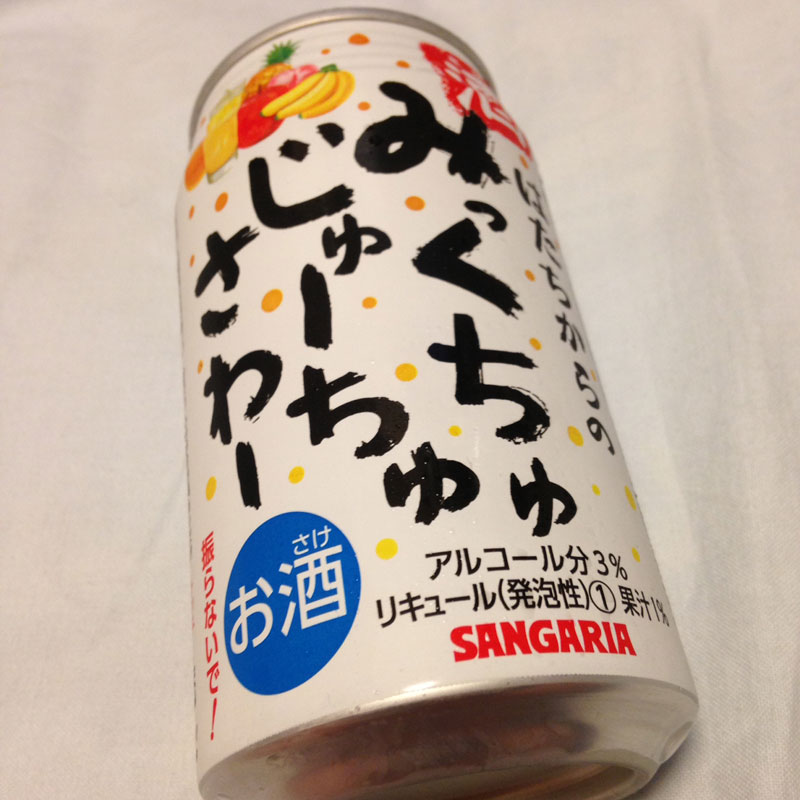 酒
はたちからの
みっくちゅ
じゅーちゅ
さわー
さけ
お酒
振らないで！
アルコール分3%
リキュール(発泡性)① 果汁1%
SANGARIA